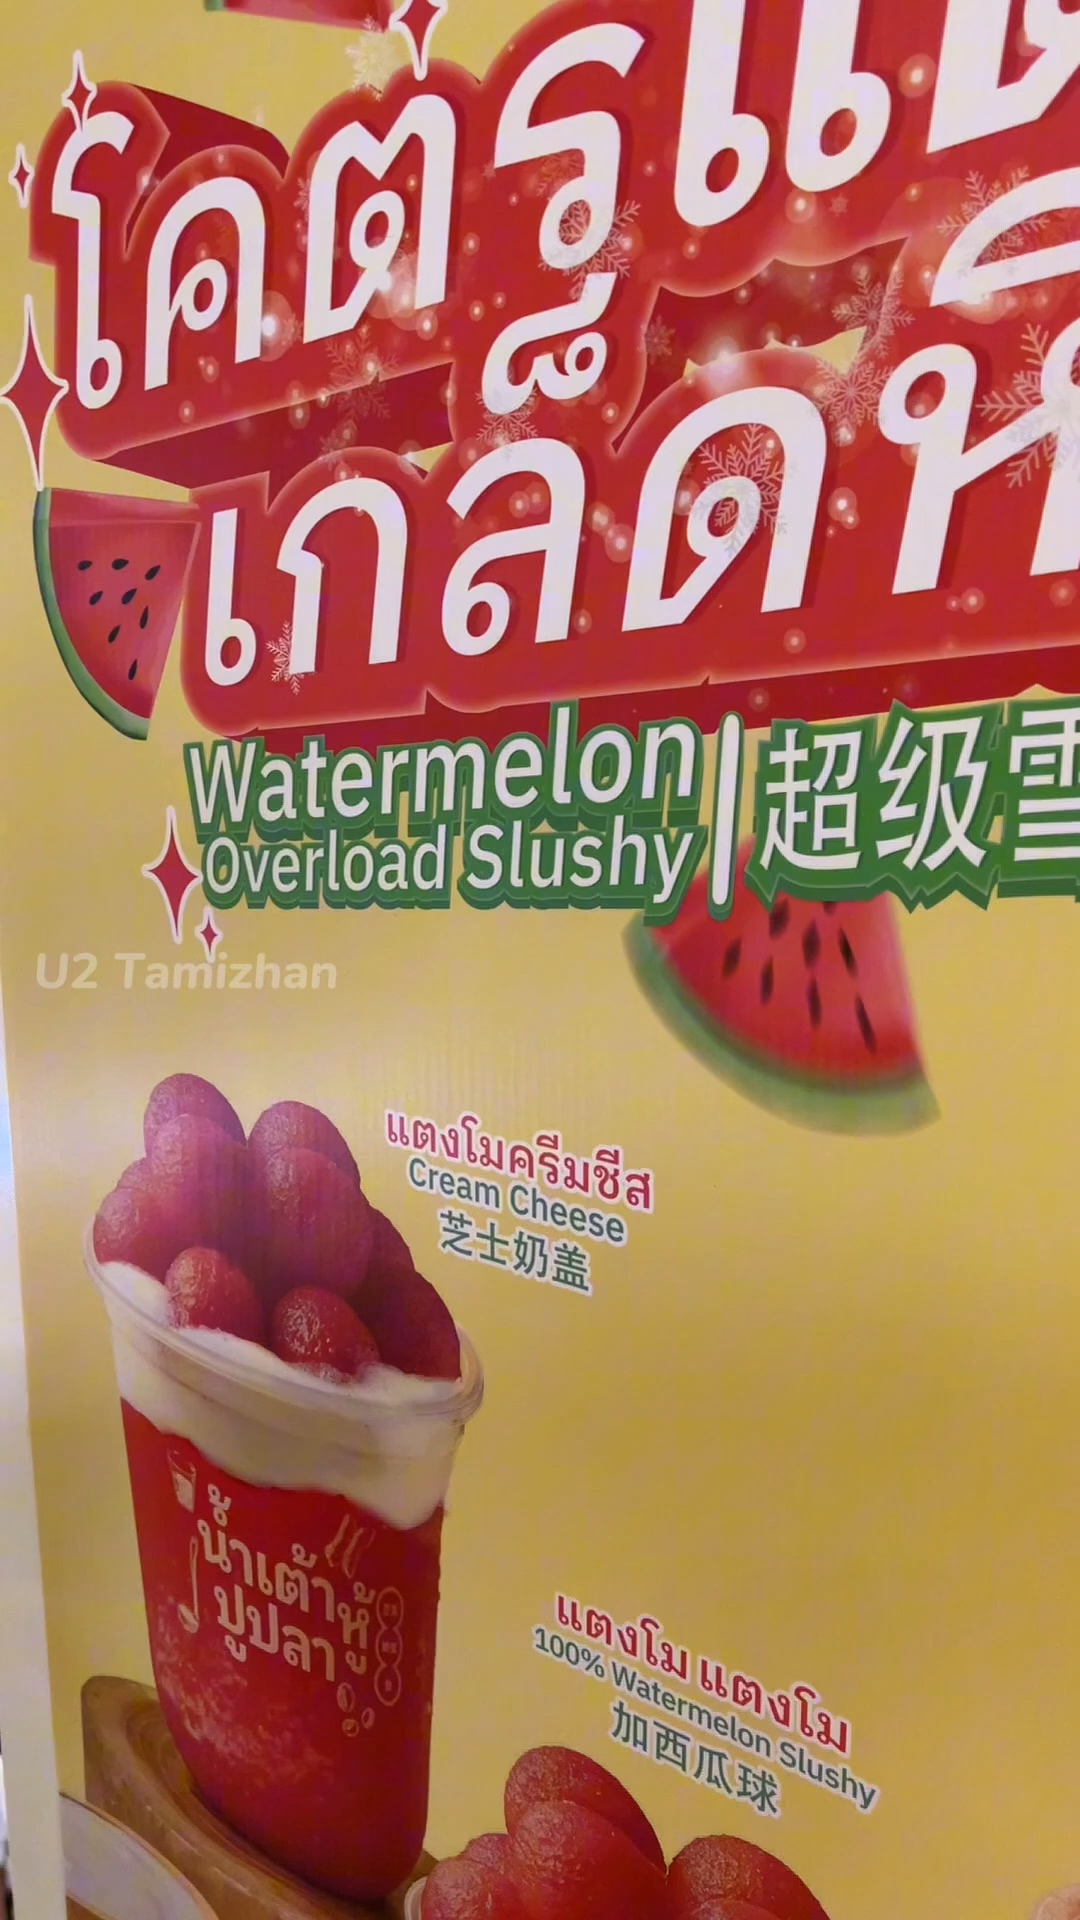 โคตรแต
เกล็ดหิ
Watermelon
Overload Slushy
超级雪
U2 Tamizhan
แตงโมครีมชีส
Cream Cheese
芝士奶盖
น้ำเต้าหู้
ปูปลา
แตงโม แตงโม
100% Watermelon Slushy
加西瓜球